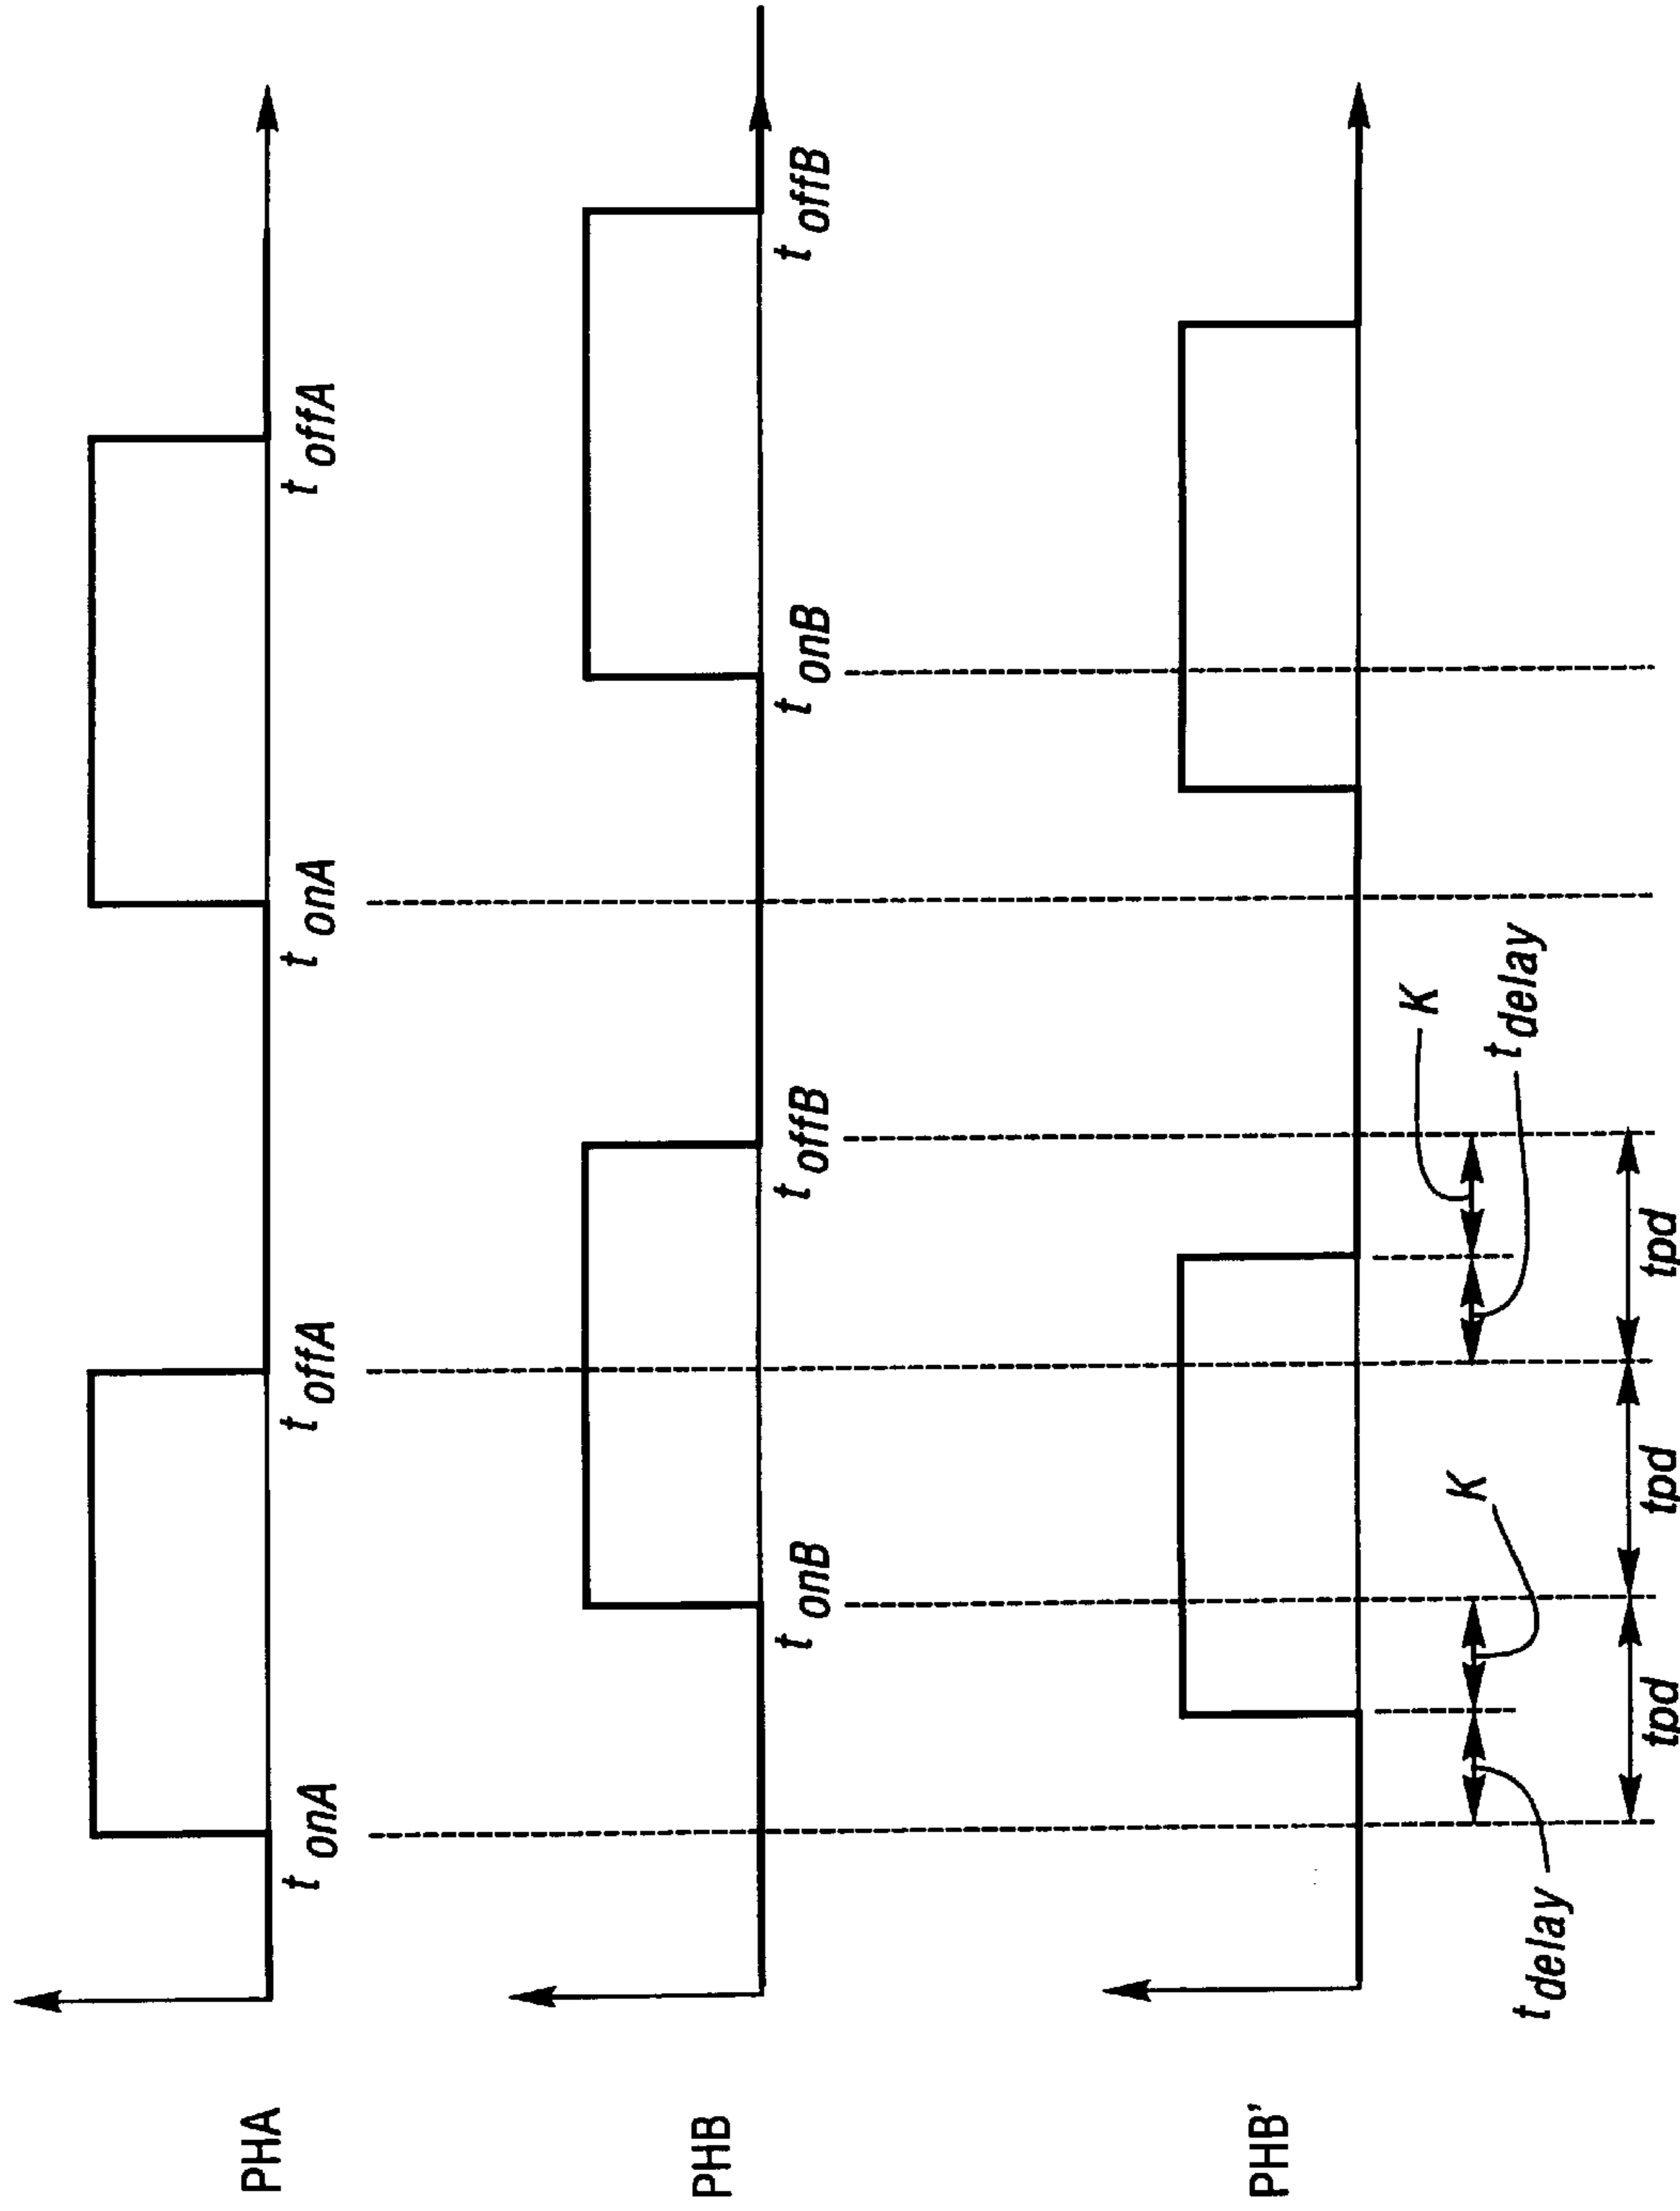 PHA
t onA
t offA
t onA
t offA
PHB
t onB
t offB
t onB
t offB
PHB'
K
K
t delay
t delay
tpd
tpd
tpd